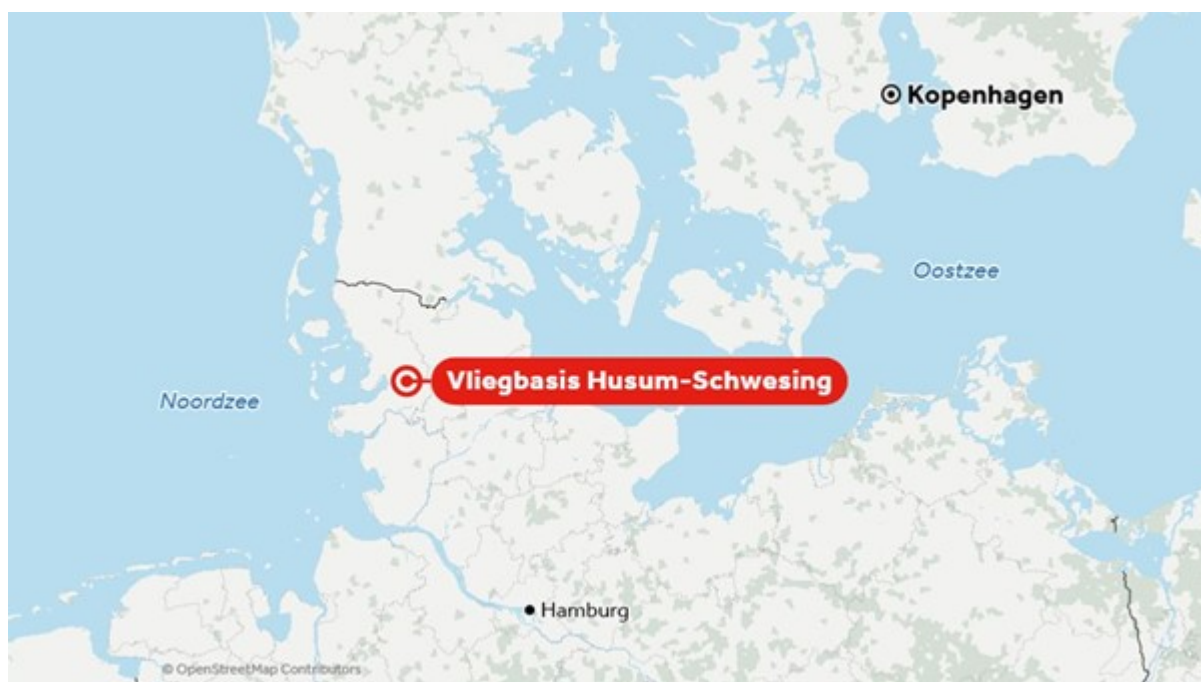 Kopenhagen
Oostzee
Vliegbasis Husum-Schwesing
Noordzee
Hamburg
© OpenStreetMap Contributors